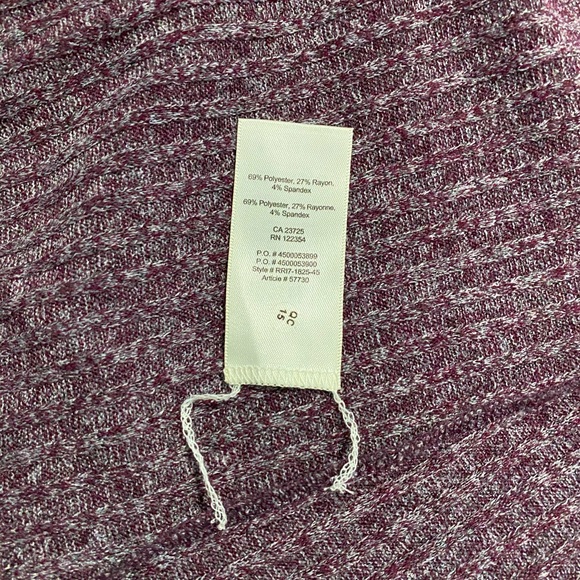 69% Polyester, 27% Rayon,
4% Spandex
69% Polyester, 27% Rayonne,
4% Spandex
CA 23725
RN 122354
P.O. # 4500053899
P.O. # 4500053900
Style # RRI7-1825-45
Article # 57730
QC
15